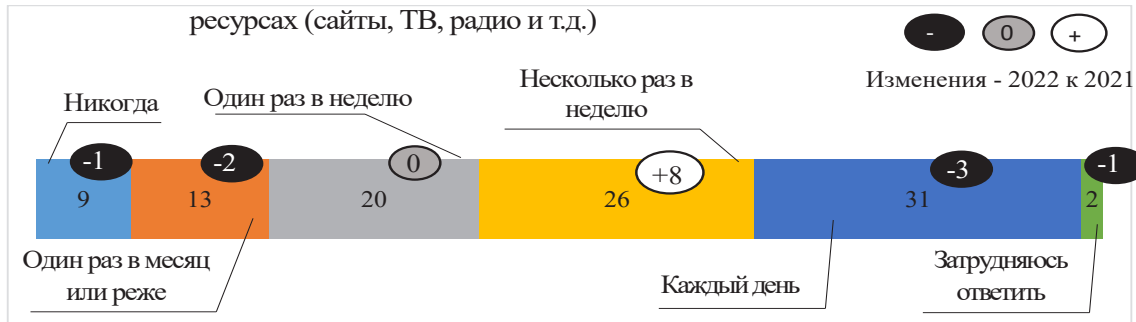 ресурсах (сайты, ТВ, радио и т.д.)
- 0 +
Изменения - 2022 к 2021
Никогда
Один раз в неделю
Несколько раз в
неделю
-1 -2 0 +8 -3 -1
9 13 20 26 31 2
Один раз в месяц
или реже
Каждый день
Затрудняюсь
ответить